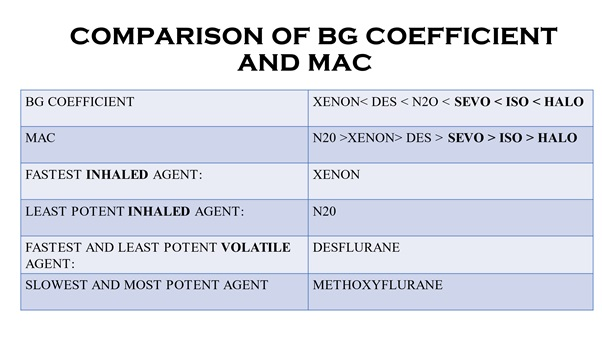 COMPARISON OF BG COEFFICIENT
AND MAC
BG COEFFICIENT
XENON< DES < N2O < SEVO < ISO < HALO
MAC
N20 >XENON> DES > SEVO > ISO > HALO
FASTEST INHALED AGENT:
XENON
LEAST POTENT INHALED AGENT:
N20
FASTEST AND LEAST POTENT VOLATILE
AGENT:
DESFLURANE
SLOWEST AND MOST POTENT AGENT
METHOXYFLURANE